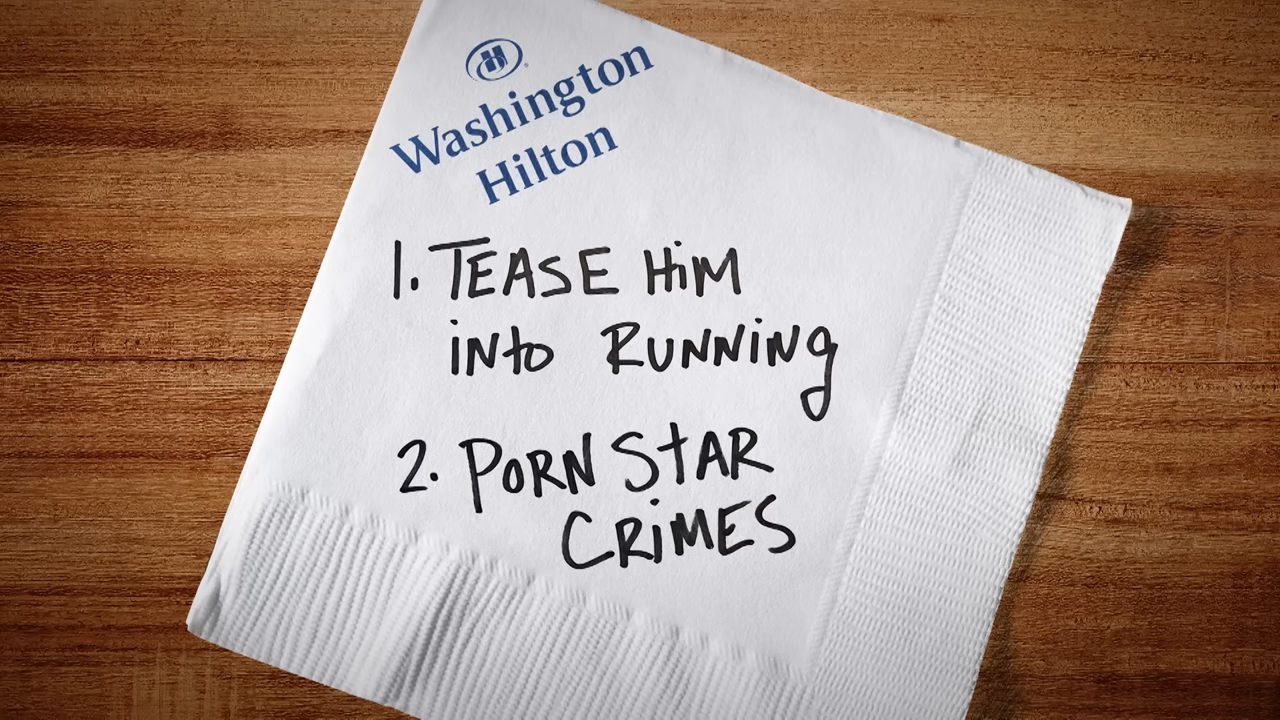 Washington
Hilton
1. TEASE HiM
iNto RUNNiNg
2. PORN StAR
CRiMES